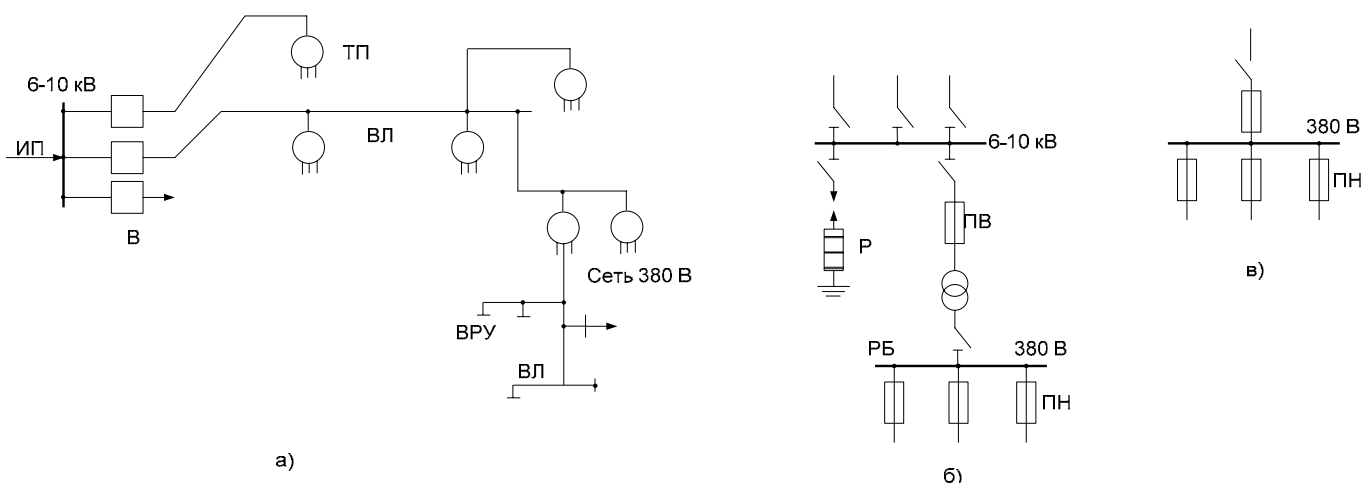 6-10 кВ
ИП
В
ТП
ВЛ
Сеть 380 В
ВРУ
ВЛ
а)
6-10 кВ
ПВ
Р
РБ
380 В
ПН
б)
380 В
ПН
в)